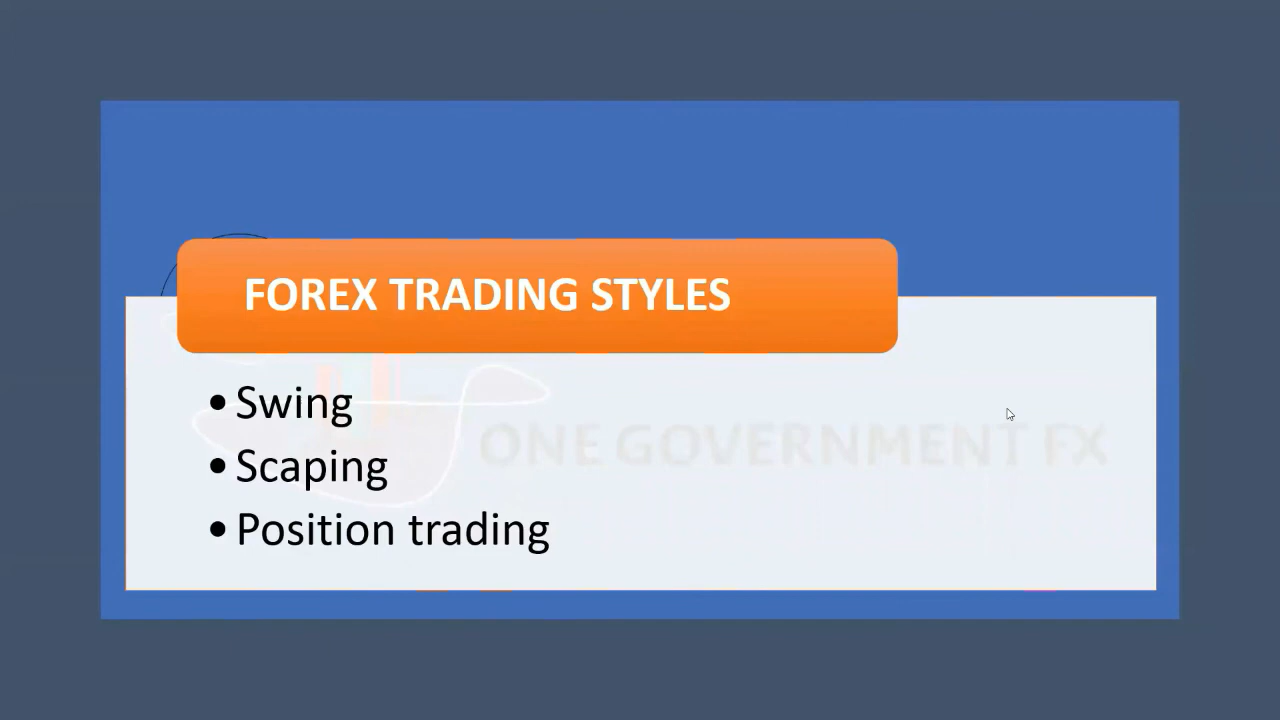 FOREX TRADING STYLES
• Swing
ONE GOVERNMENT FX
• Scaping
• Position trading